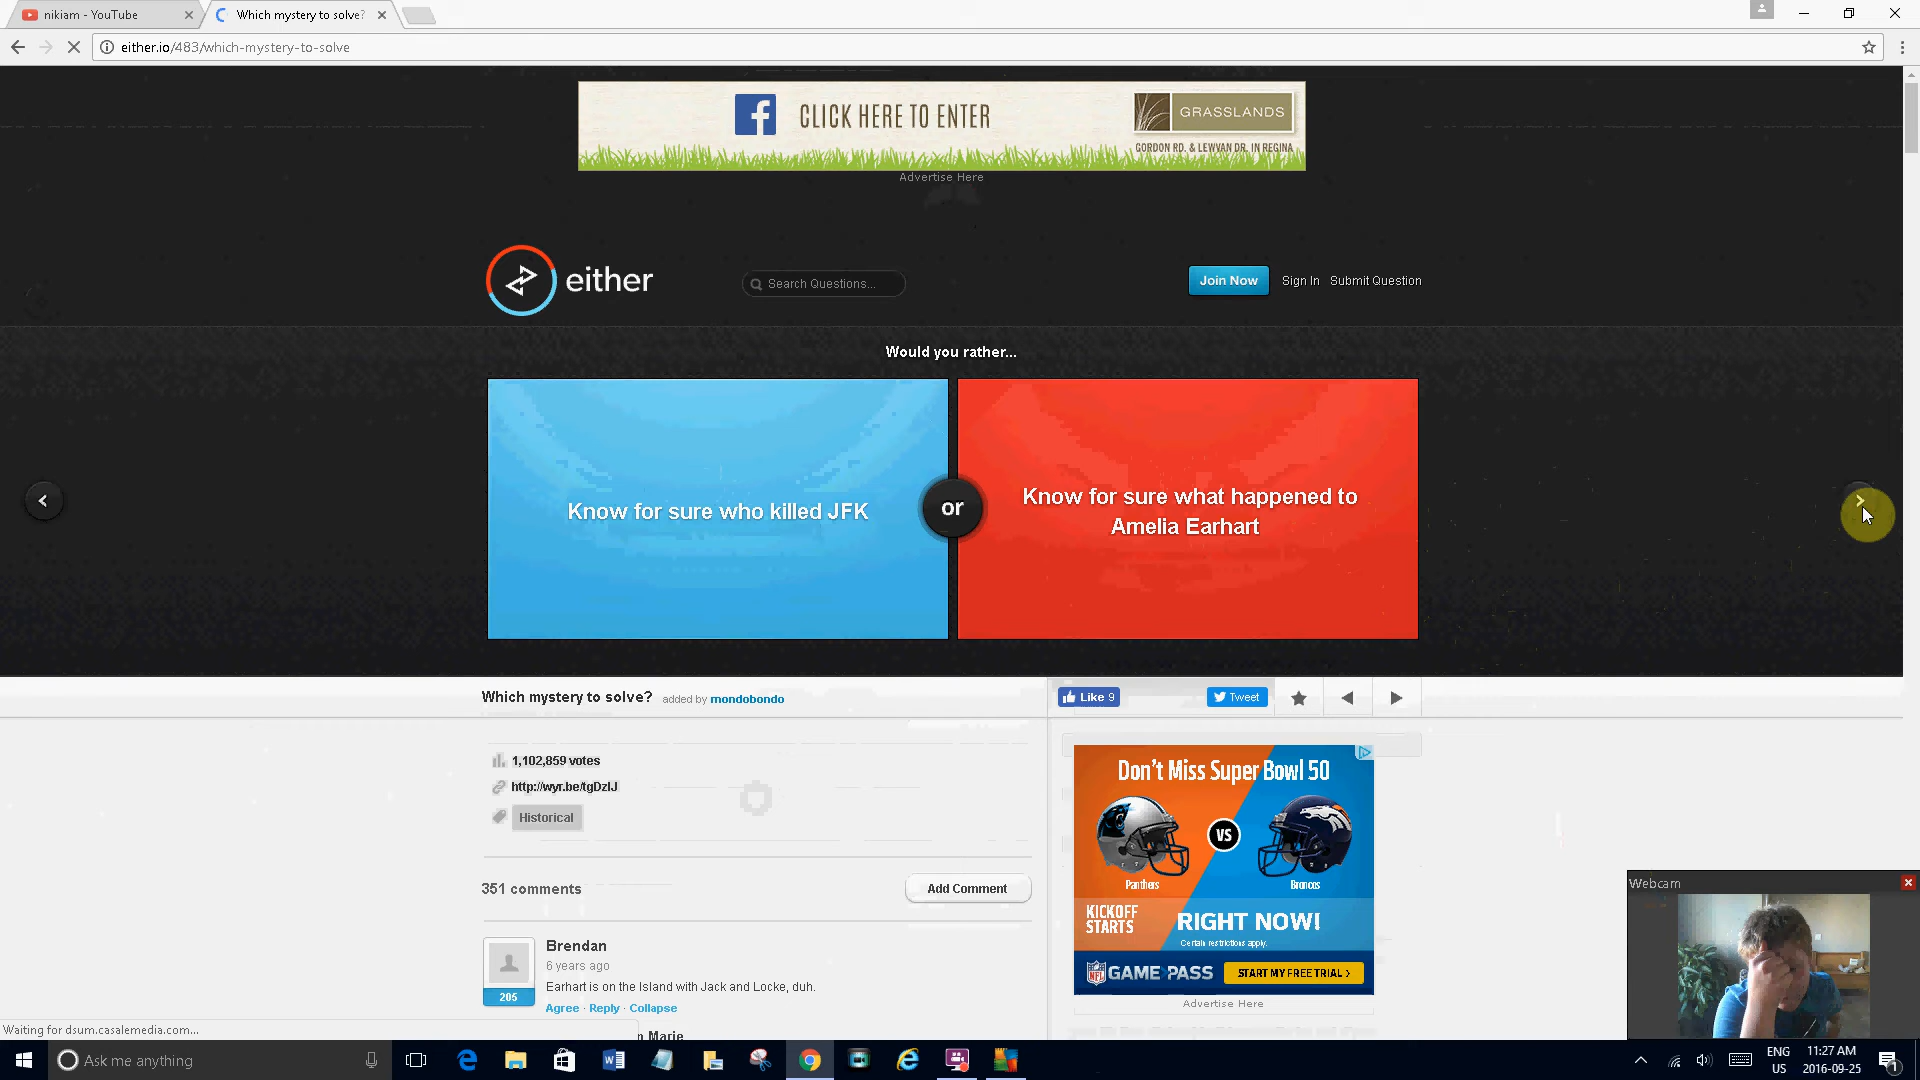 nikiam - YouTube
Which mystery to solve?
either.io/483/which-mystery-to-solve
CLICK HERE TO ENTER
GRASSLANDS
GORDON RD. & LEWVAN DR. IN REGINA
Advertise Here
either
Search Questions...
Join Now
Sign In
Submit Question
Would you rather...
Know for sure who killed JFK
or
Know for sure what happened to
Amelia Earhart
Which mystery to solve? added by mondobondo
Like 9
Tweet
1,102,859 votes
http://wyr.be/tgDzIJ
Historical
351 comments
Add Comment
Brendan
6 years ago
205
Earhart is on the Island with Jack and Locke, duh.
Agree · Reply · Collapse
Marie
Don't Miss Super Bowl 50
VS
Panthers
Broncos
KICKOFF
STARTS
RIGHT NOW!
Certain restrictions apply.
NFL GAME PASS
START MY FREE TRIAL >
Advertise Here
Webcam
Waiting for dsum.casalemedia.com...
Ask me anything
ENG
US
11:27 AM
2016-09-25
1